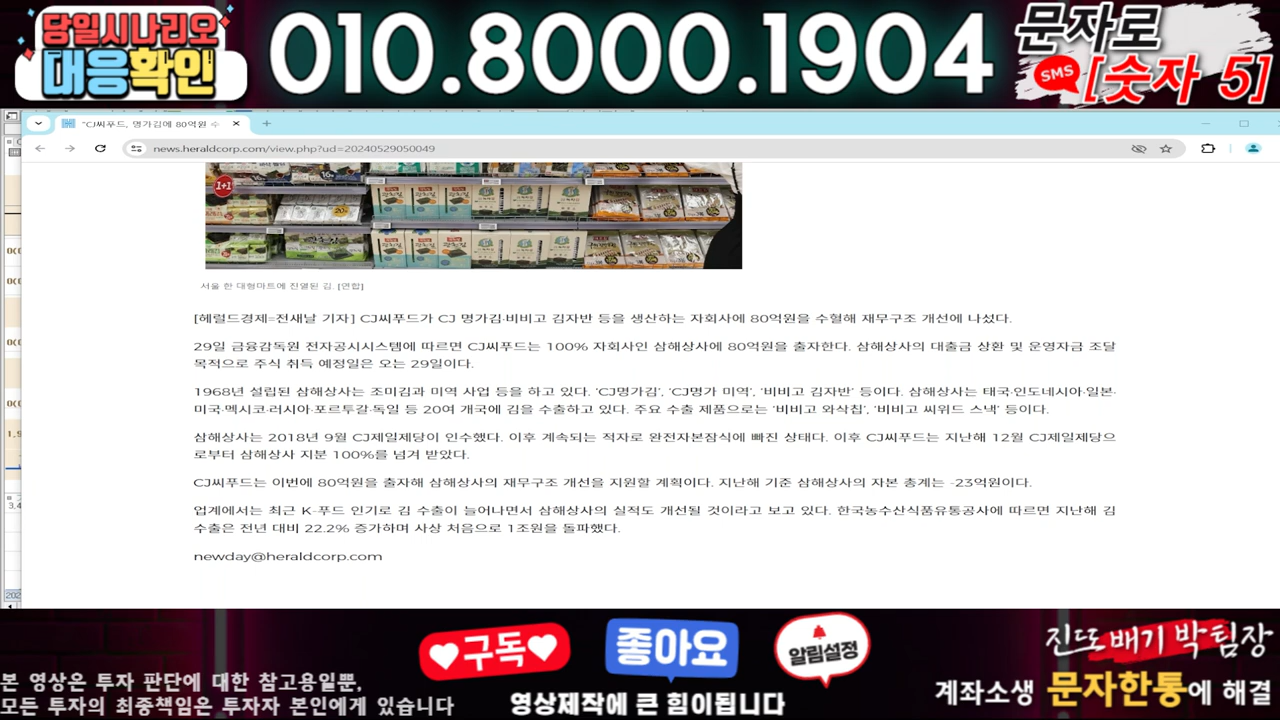 당일시나리오
대응확인
010.8000.1904
문자로
SMS
[숫자 5]
"CJ씨푸드, 명가김에 80억원 수
news.heraldcorp.com/view.php?ud=20240529050049
1+1
서울 한 대형마트에 진열된 김. [연합]
[헤럴드경제=전새날 기자] CJ씨푸드가 CJ 명가김·비비고 김자반 등을 생산하는 자회사에 80억원을 수혈해 재무구조 개선에 나섰다.
29일 금융감독원 전자공시시스템에 따르면 CJ씨푸드는 100% 자회사인 삼해상사에 80억원을 출자한다. 삼해상사의 대출금 상환 및 운영자금 조달
목적으로 주식 취득 예정일은 오는 29일이다.
1968년 설립된 삼해상사는 조미김과 미역 사업 등을 하고 있다. ‘CJ명가김’, ‘CJ명가 미역’, ‘비비고 김자반’ 등이다. 삼해상사는 태국·인도네시아·일본·
미국·멕시코·러시아·포르투갈·독일 등 20여 개국에 김을 수출하고 있다. 주요 수출 제품으로는 ‘비비고 와삭칩’, ‘비비고 씨위드 스낵’ 등이다.
삼해상사는 2018년 9월 CJ제일제당이 인수했다. 이후 계속되는 적자로 완전자본잠식에 빠진 상태다. 이후 CJ씨푸드는 지난해 12월 CJ제일제당으
로부터 삼해상사 지분 100%를 넘겨 받았다.
CJ씨푸드는 이번에 80억원을 출자해 삼해상사의 재무구조 개선을 지원할 계획이다. 지난해 기준 삼해상사의 자본 총계는 -23억원이다.
업계에서는 최근 K-푸드 인기로 김 수출이 늘어나면서 삼해상사의 실적도 개선될 것이라고 보고 있다. 한국농수산식품유통공사에 따르면 지난해 김
수출은 전년 대비 22.2% 증가하며 사상 처음으로 1조원을 돌파했다.
newday@heraldcorp.com
본 영상은 투자 판단에 대한 참고용일뿐,
모든 투자의 최종책임은 투자자 본인에게 있습니다
구독
좋아요
알림설정
영상제작에 큰 힘이됩니다
진또배기 박팀장
계좌소생 문자한통에 해결